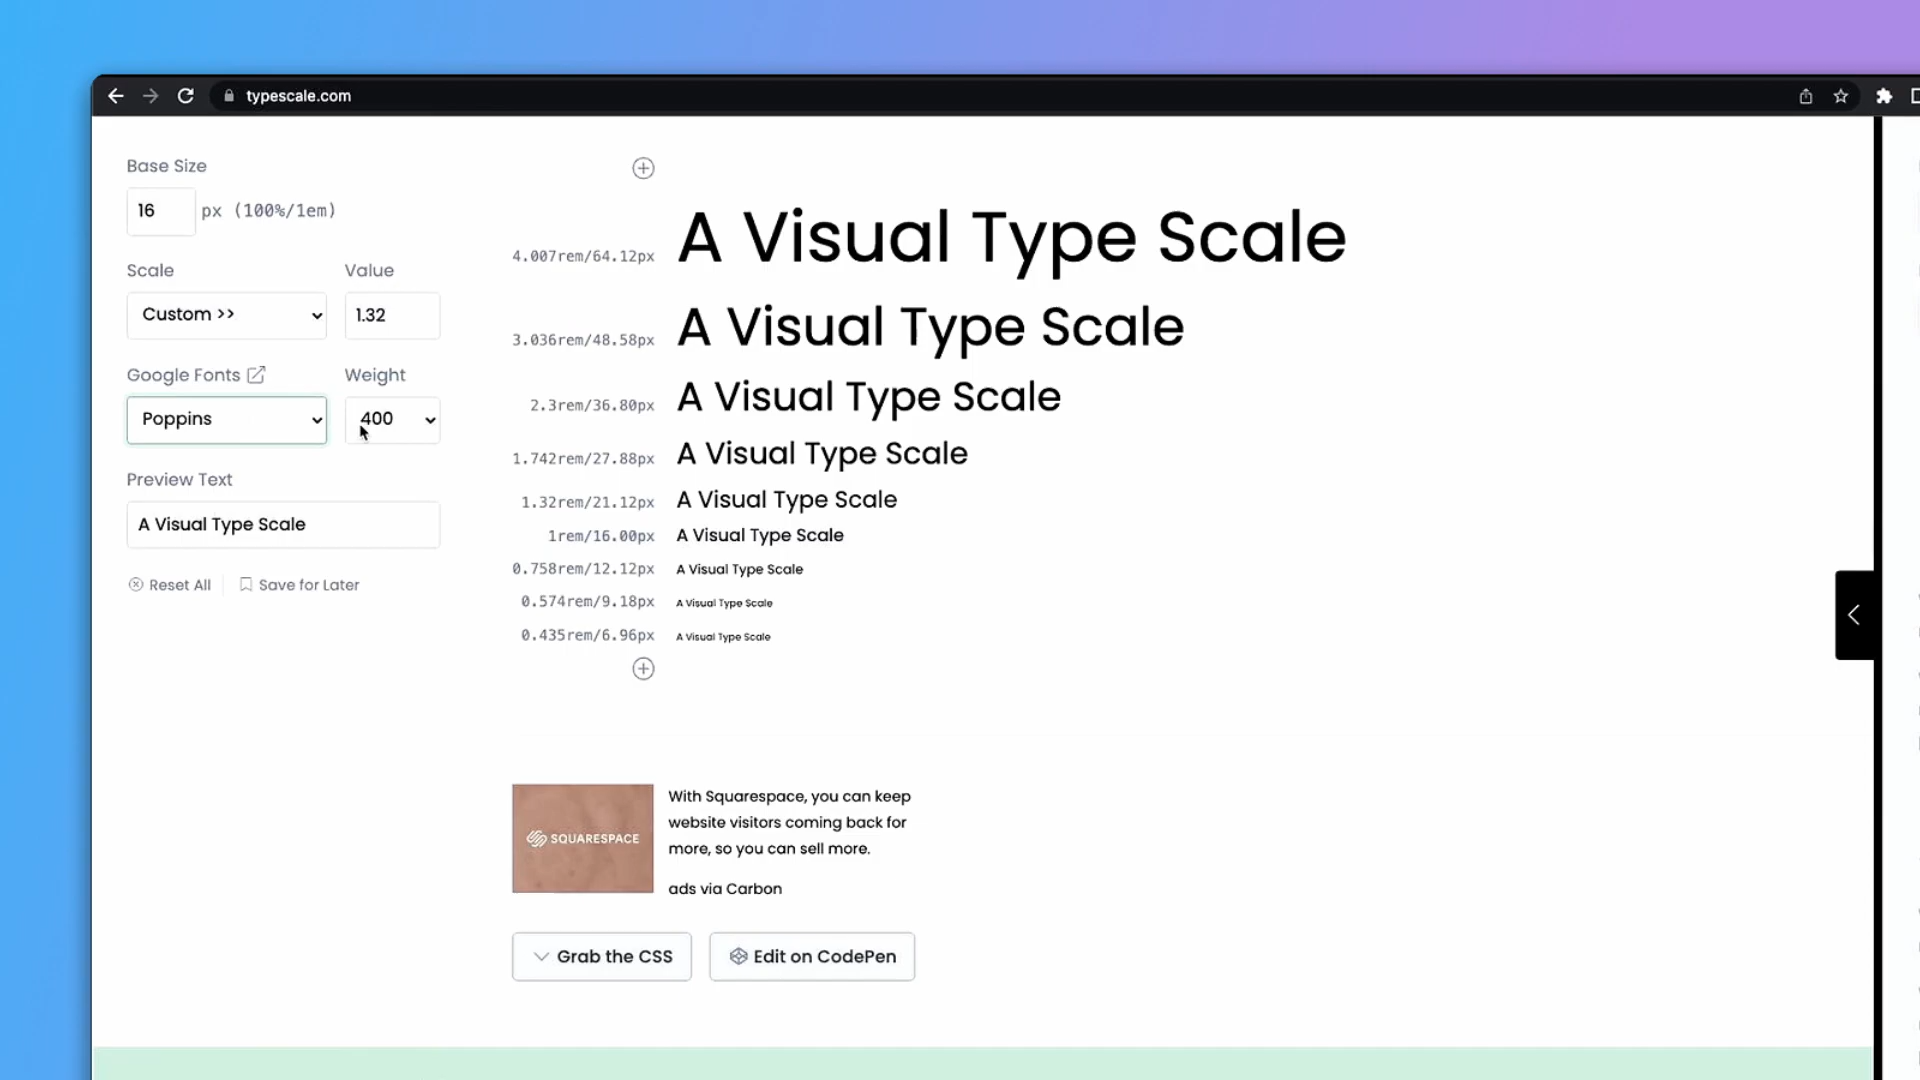 typescale.com
Base Size
16 px (100%/1em)
Scale Value
Custom >> 1.32
Google Fonts Weight
Poppins 400
Preview Text
A Visual Type Scale
Reset All Save for Later
4.007rem/64.12px A Visual Type Scale
3.036rem/48.58px A Visual Type Scale
2.3rem/36.80px A Visual Type Scale
1.742rem/27.88px A Visual Type Scale
1.32rem/21.12px A Visual Type Scale
1rem/16.00px A Visual Type Scale
0.758rem/12.12px A Visual Type Scale
0.574rem/9.18px A Visual Type Scale
0.435rem/6.96px A Visual Type Scale
SQUARESPACE
With Squarespace, you can keep
website visitors coming back for
more, so you can sell more.
ads via Carbon
Grab the CSS Edit on CodePen